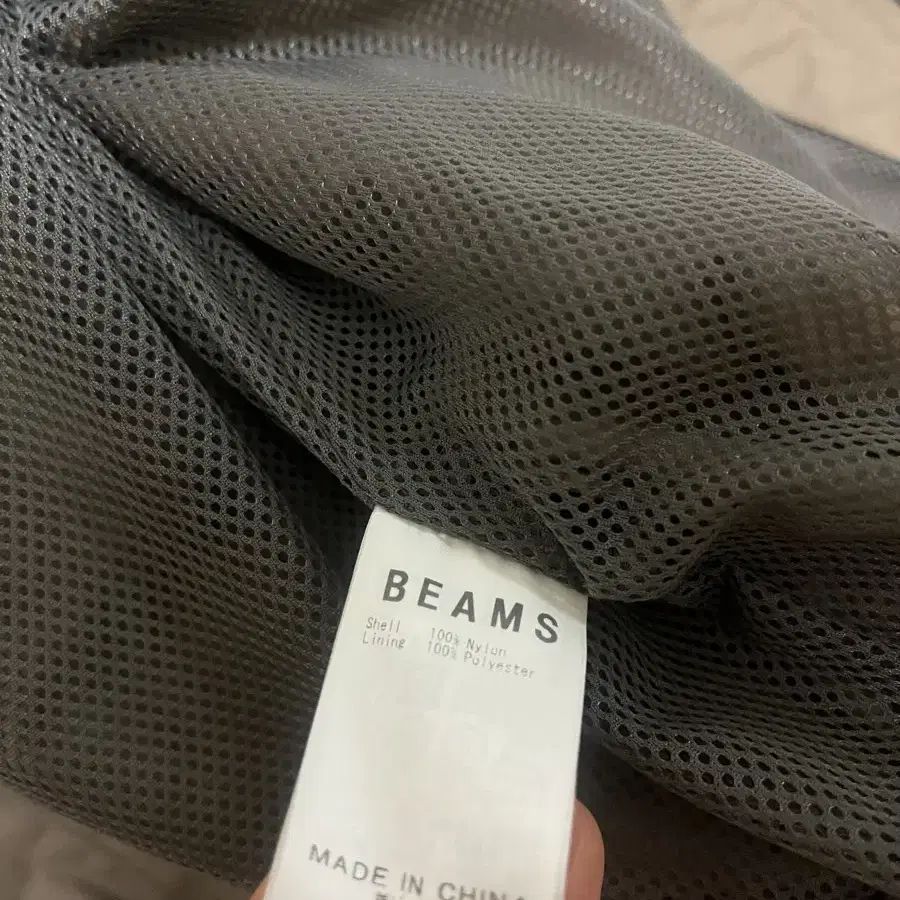 BEAMS
Shell 100% Nylon
Lining 100% Polyester
MADE IN CHINA